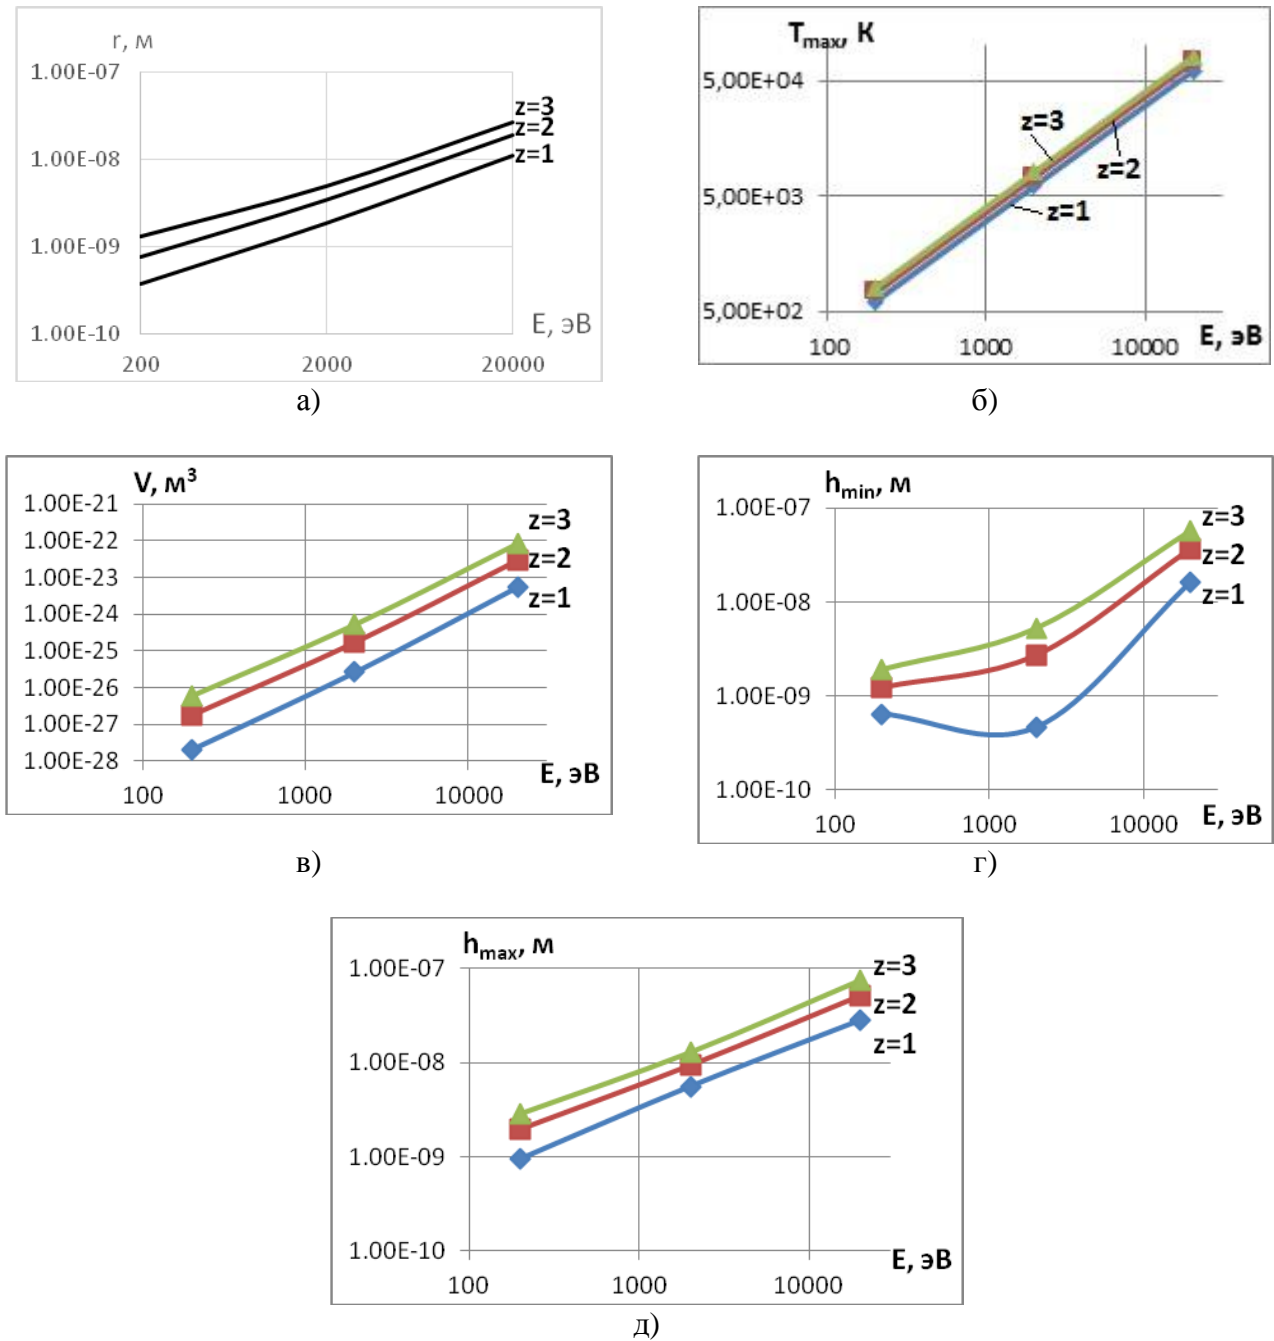 r, м
1.00E-07
1.00E-08
1.00E-09
1.00E-10
z=3
z=2
z=1
E, эВ
200
2000
20000
а)
Tmax, К
5,00E+04
5,00E+03
5,00E+02
z=3
z=2
z=1
100
1000
10000
E, эВ
б)
V, м³
1.00E-21
1.00E-22
1.00E-23
1.00E-24
1.00E-25
1.00E-26
1.00E-27
1.00E-28
z=3
z=2
z=1
100
1000
10000
E, эВ
в)
hmin, м
1.00E-07
1.00E-08
1.00E-09
1.00E-10
z=3
z=2
z=1
100
1000
10000
E, эВ
г)
hmax, м
1.00E-07
1.00E-08
1.00E-09
1.00E-10
z=3
z=2
z=1
100
1000
10000
E, эВ
д)